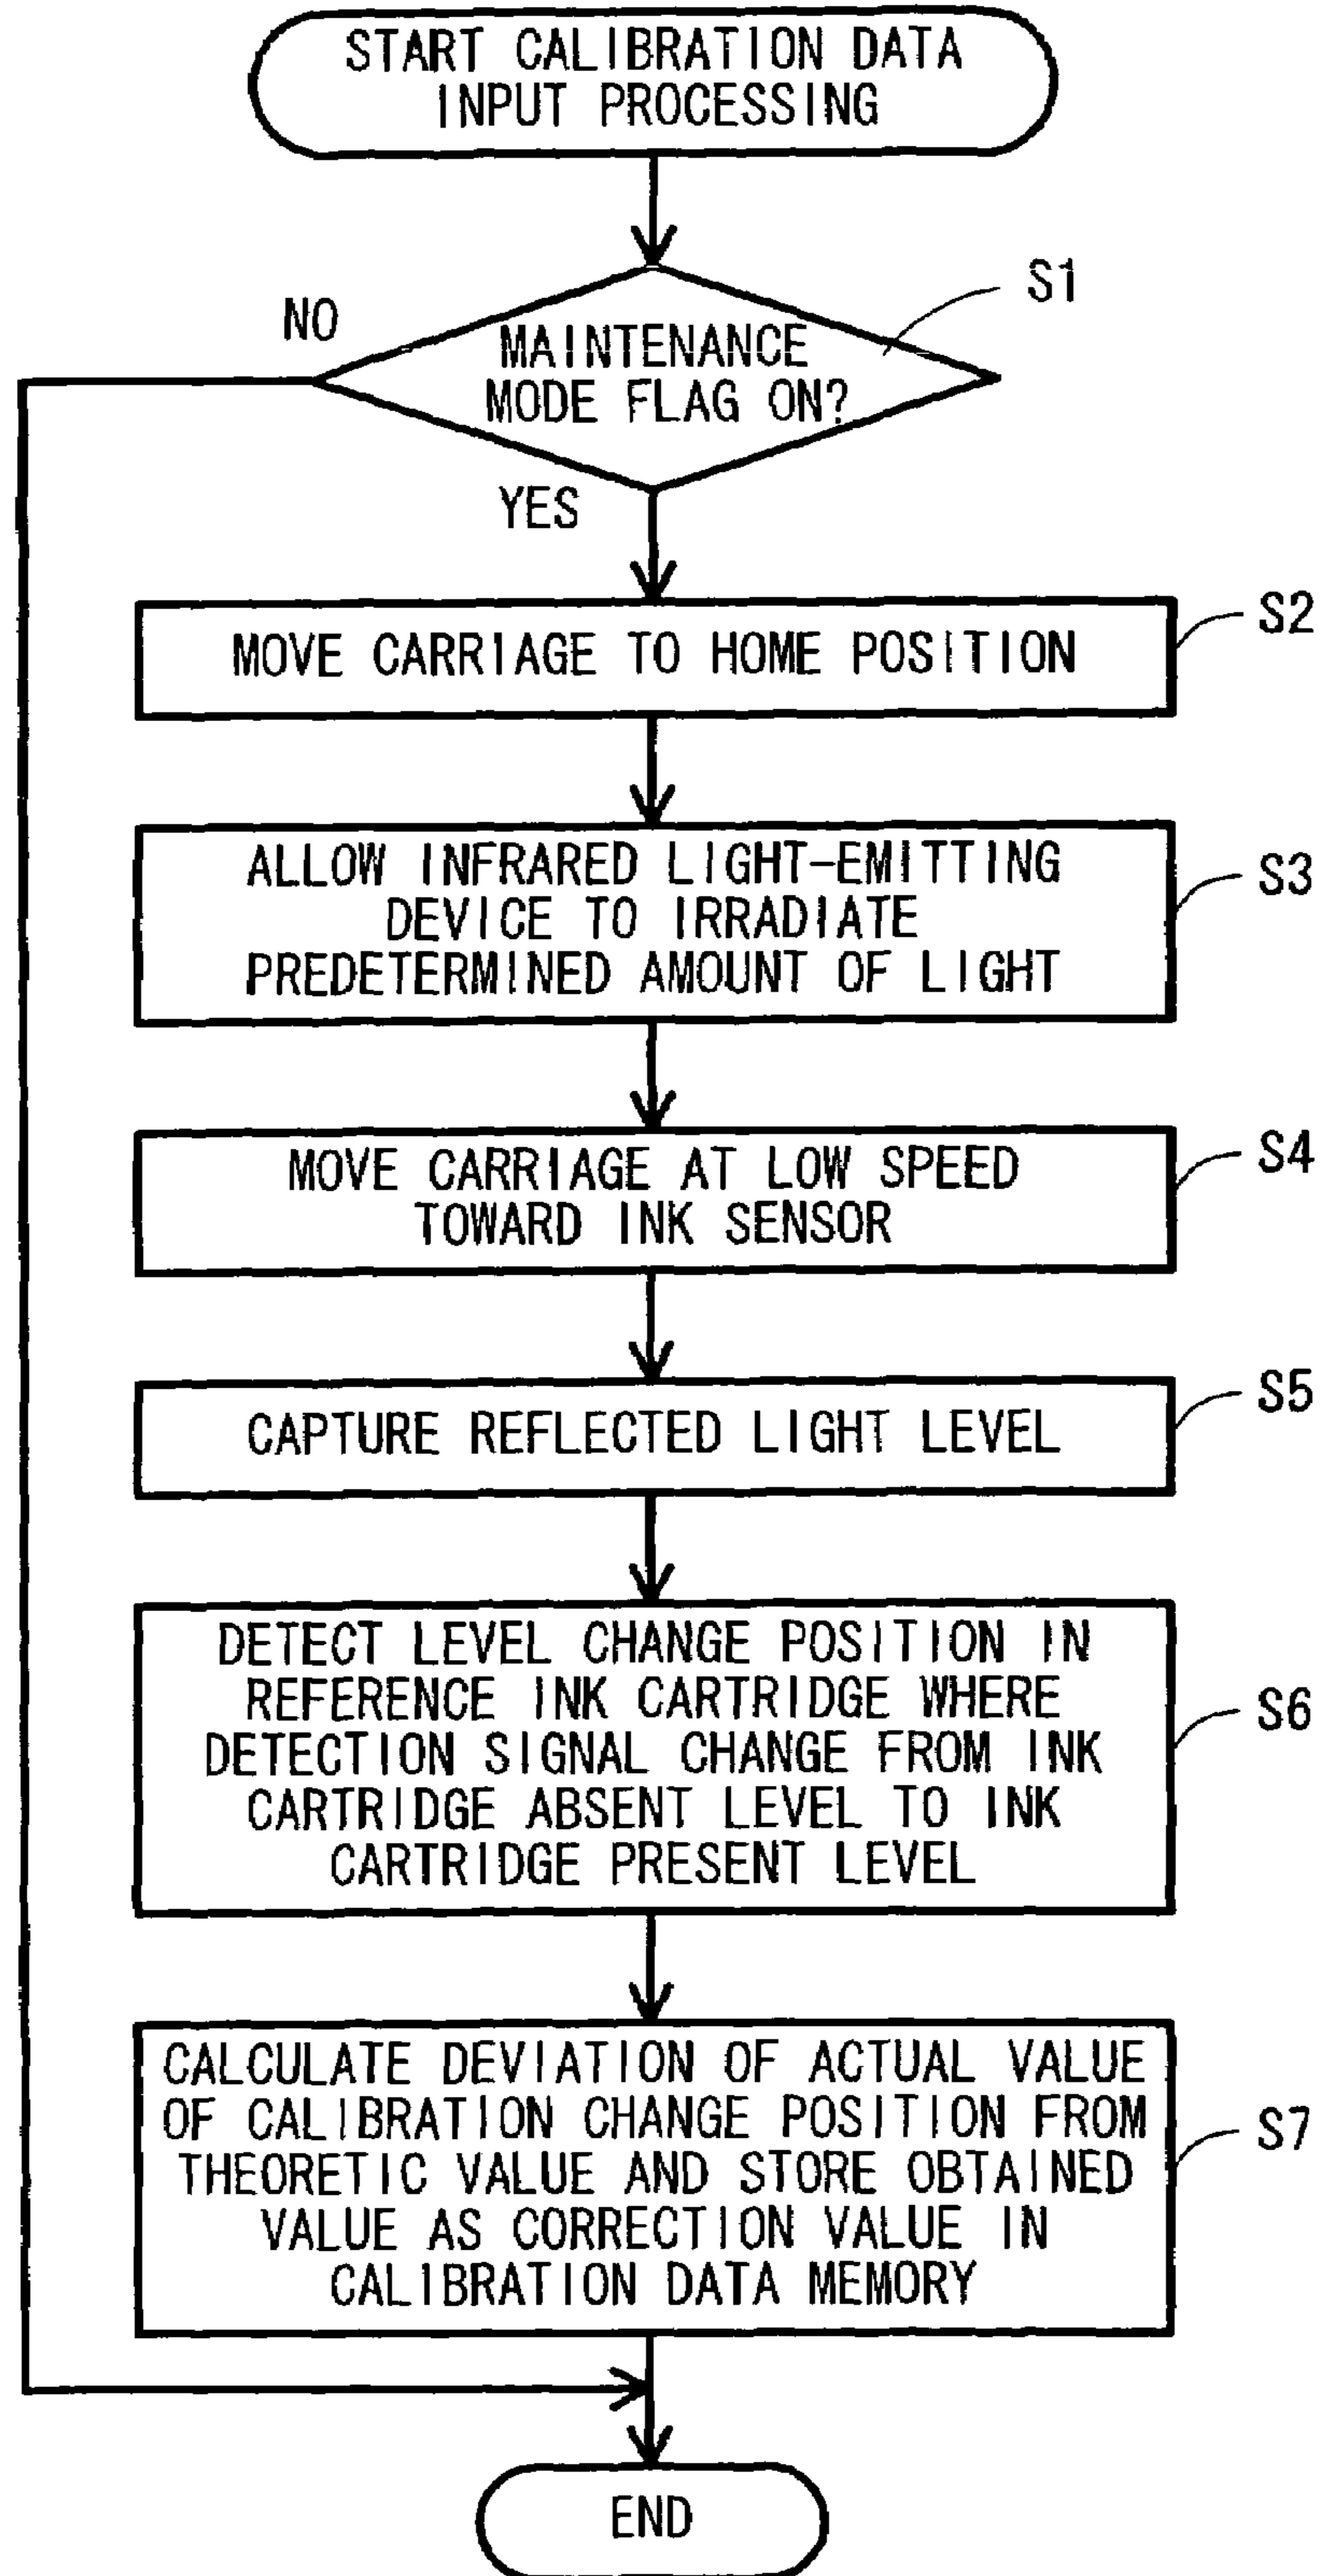 START CALIBRATION DATA
INPUT PROCESSING
S1
NO
MAINTENANCE
MODE FLAG ON?
YES
S2
MOVE CARRIAGE TO HOME POSITION
S3
ALLOW INFRARED LIGHT-EMITTING
DEVICE TO IRRADIATE
PREDETERMINED AMOUNT OF LIGHT
S4
MOVE CARRIAGE AT LOW SPEED
TOWARD INK SENSOR
S5
CAPTURE REFLECTED LIGHT LEVEL
S6
DETECT LEVEL CHANGE POSITION IN
REFERENCE INK CARTRIDGE WHERE
DETECTION SIGNAL CHANGE FROM INK
CARTRIDGE ABSENT LEVEL TO INK
CARTRIDGE PRESENT LEVEL
S7
CALCULATE DEVIATION OF ACTUAL VALUE
OF CALIBRATION CHANGE POSITION FROM
THEORETIC VALUE AND STORE OBTAINED
VALUE AS CORRECTION VALUE IN
CALIBRATION DATA MEMORY
END